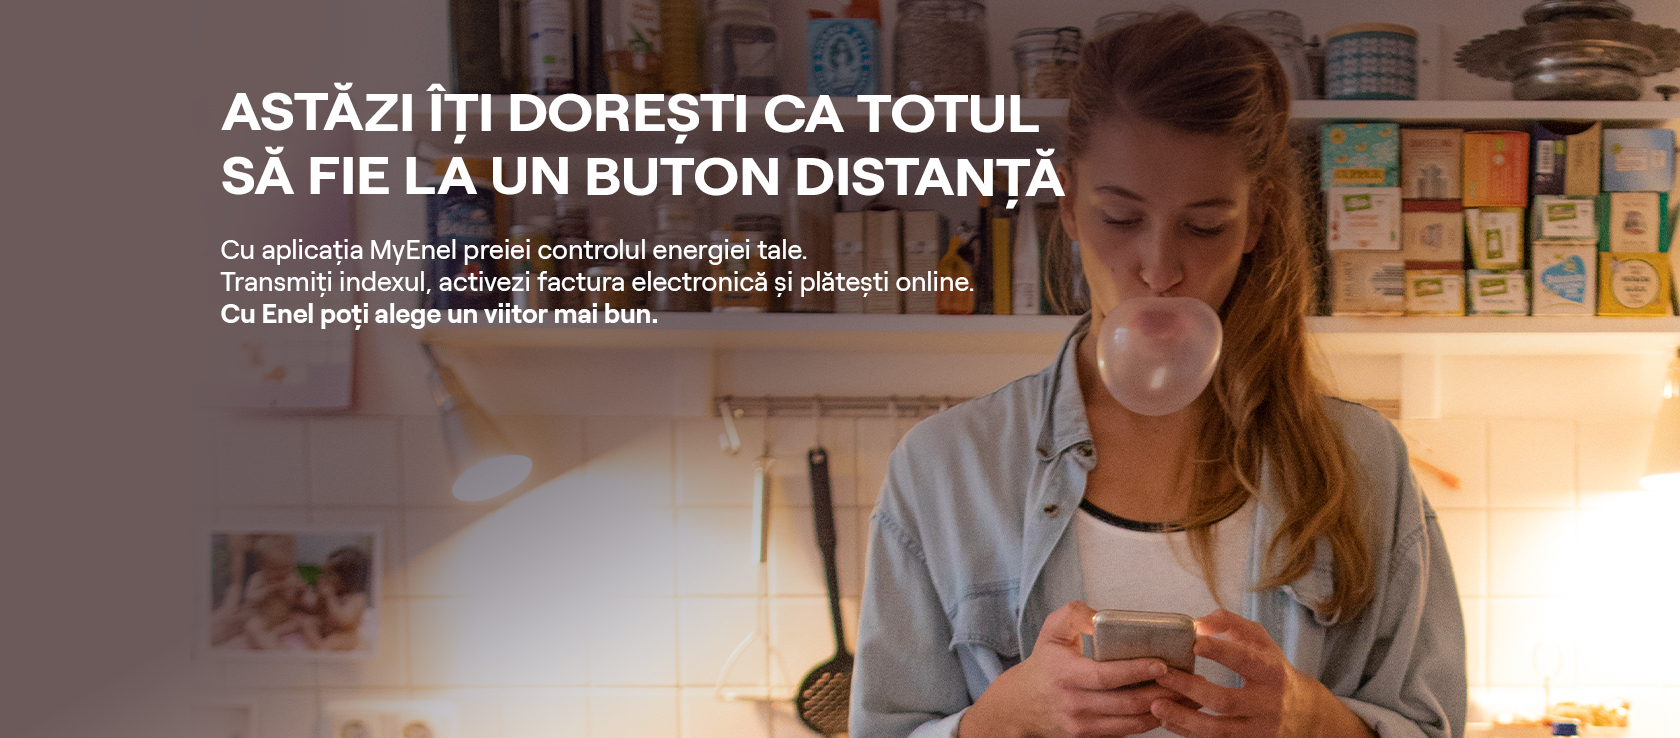 ASTĂZI ÎȚI DOREȘTI CA TOTUL
SĂ FIE LA UN BUTON DISTANȚĂ
Cu aplicația MyEnel preiei controlul energiei tale.
Transmiți indexul, activezi factura electronică și plătești online.
Cu Enel poți alege un viitor mai bun.